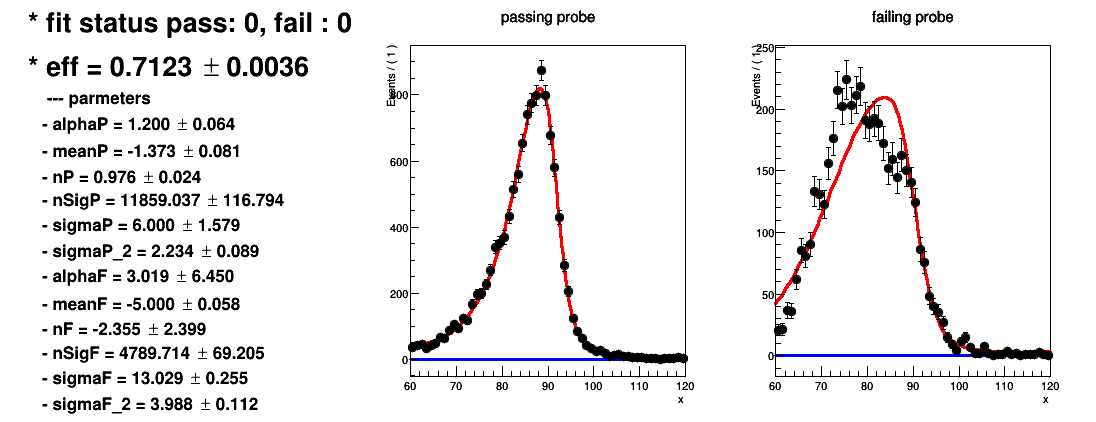 * fit status pass: 0, fail : 0
* eff = 0.7123 ± 0.0036
--- parmeters
- alphaP = 1.200 ± 0.064
- meanP = -1.373 ± 0.081
- nP = 0.976 ± 0.024
- nSigP = 11859.037 ± 116.794
- sigmaP = 6.000 ± 1.579
- sigmaP_2 = 2.234 ± 0.089
- alphaF = 3.019 ± 6.450
- meanF = -5.000 ± 0.058
- nF = -2.355 ± 2.399
- nSigF = 4789.714 ± 69.205
- sigmaF = 13.029 ± 0.255
- sigmaF_2 = 3.988 ± 0.112
passing probe
Events / ( 1 )
800
600
400
200
0
60 70 80 90 100 110 120
x
failing probe
Events / ( 1 )
250
200
150
100
50
0
60 70 80 90 100 110 120
x